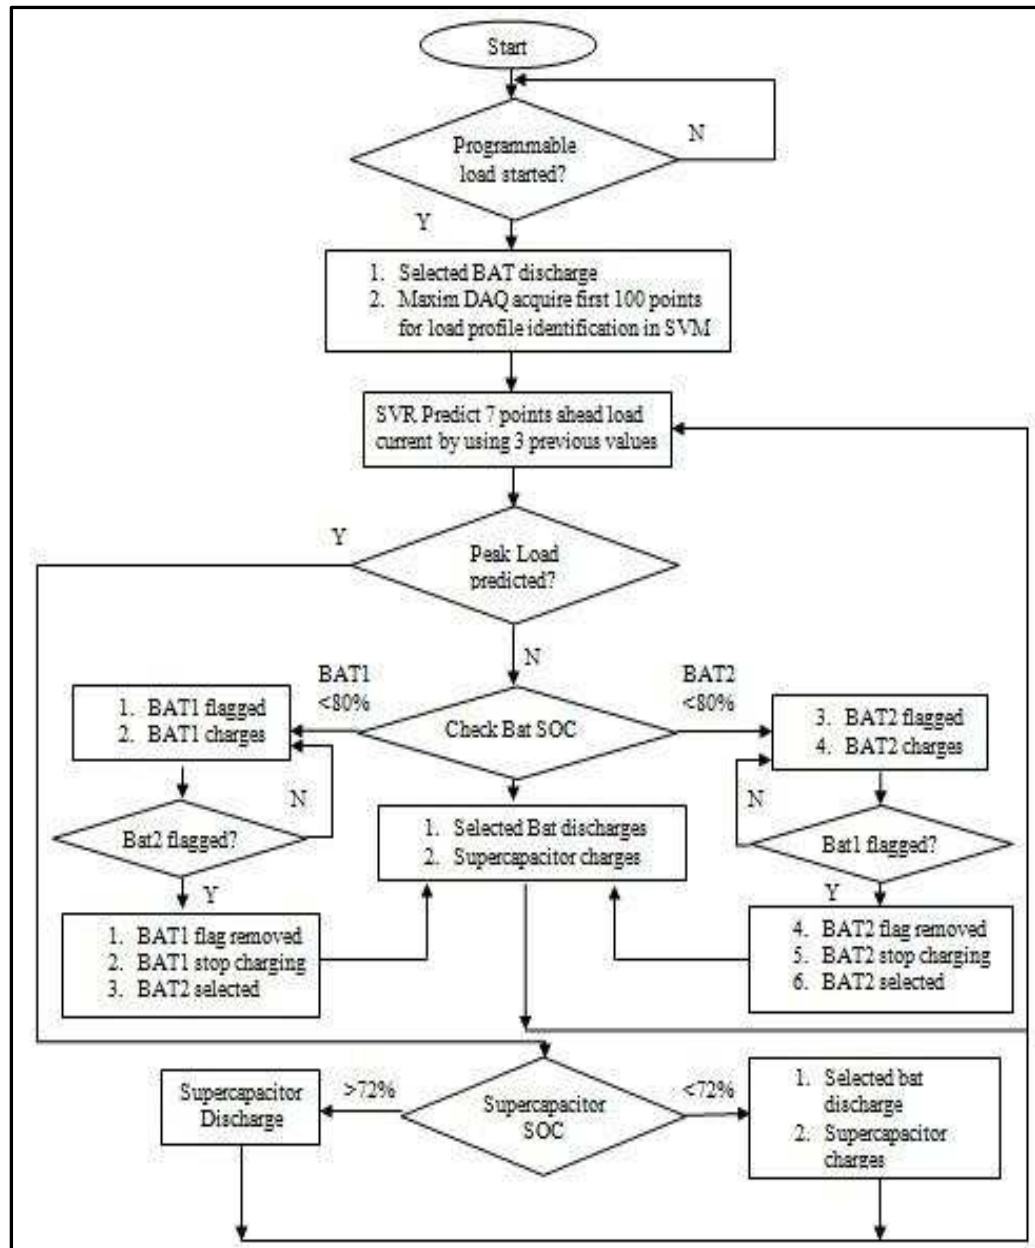 Start
Programmable
load started?
N
Y
1. Selected BAT discharge
2. Maxim DAQ acquire first 100 points
for load profile identification in SVM
SVR Predict 7 points ahead load
current by using 3 previous values
Y
Peak Load
predicted?
N
BAT1
<80%
BAT2
<80%
Check Bat SOC
1. BAT1 flagged
2. BAT1 charges
3. BAT2 flagged
4. BAT2 charges
N
N
Bat2 flagged?
1. Selected Bat discharges
2. Supercapacitor charges
Bat1 flagged?
Y
Y
1. BAT1 flag removed
2. BAT1 stop charging
3. BAT2 selected
4. BAT2 flag removed
5. BAT2 stop charging
6. BAT2 selected
Supercapacitor
Discharge
>72%
Supercapacitor
SOC
<72%
1. Selected bat
discharge
2. Supercapacitor
charges